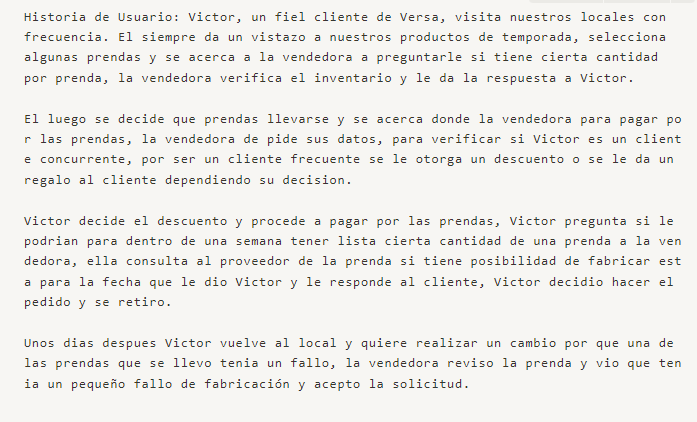 Historia de Usuario: Victor, un fiel cliente de Versa, visita nuestros locales con
frecuencia. El siempre da un vistazo a nuestros productos de temporada, selecciona
algunas prendas y se acerca a la vendedora a preguntarle si tiene cierta cantidad
por prenda, la vendedora verifica el inventario y le da la respuesta a Victor.
El luego se decide que prendas llevarse y se acerca donde la vendedora para pagar po
r las prendas, la vendedora de pide sus datos, para verificar si Victor es un client
e concurrente, por ser un cliente frecuente se le otorga un descuento o se le da un
regalo al cliente dependiendo su decision.
Victor decide el descuento y procede a pagar por las prendas, Victor pregunta si le
podrian para dentro de una semana tener lista cierta cantidad de una prenda a la ven
dedora, ella consulta al proveedor de la prenda si tiene posibilidad de fabricar est
a para la fecha que le dio Victor y le responde al cliente, Victor decidio hacer el
pedido y se retiro.
Unos dias despues Victor vuelve al local y quiere realizar un cambio por que una de
las prendas que se llevo tenia un fallo, la vendedora reviso la prenda y vio que ten
ia un pequeño fallo de fabricación y acepto la solicitud.